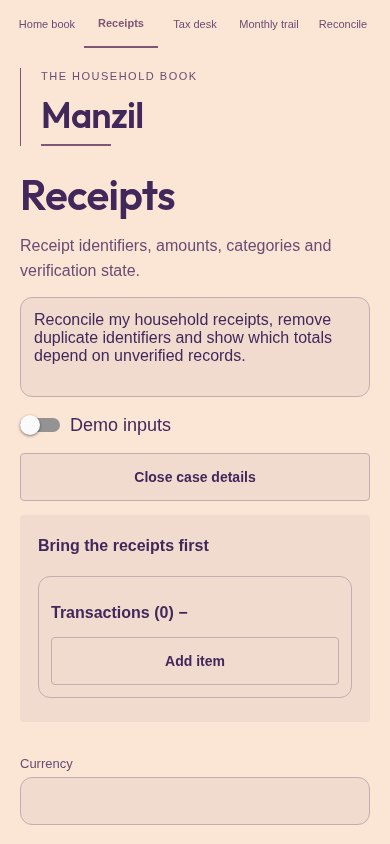 Home book Receipts Tax desk Monthly trail Reconcile
THE HOUSEHOLD BOOK
Manzil
Receipts
Receipt identifiers, amounts, categories and
verification state.
Reconcile my household receipts, remove
duplicate identifiers and show which totals
depend on unverified records.
Demo inputs
Close case details
Bring the receipts first
Transactions (0) −
Add item
Currency